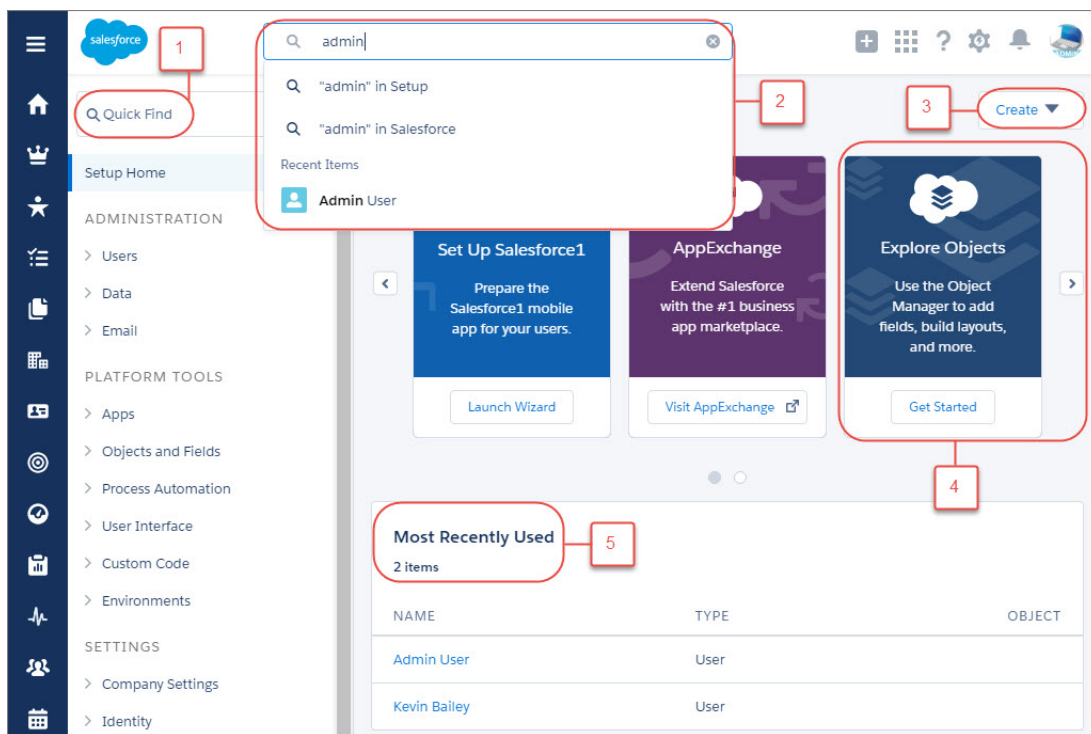 salesforce
1
admin
"admin" in Setup
"admin" in Salesforce
Recent Items
Admin User
2
3
Create
Quick Find
Setup Home
ADMINISTRATION
Users
Data
Email
PLATFORM TOOLS
Apps
Objects and Fields
Process Automation
User Interface
Custom Code
Environments
SETTINGS
Company Settings
Identity
Set Up Salesforce1
Prepare the
Salesforce1 mobile
app for your users.
Launch Wizard
AppExchange
Extend Salesforce
with the #1 business
app marketplace.
Visit AppExchange
Explore Objects
Use the Object
Manager to add
fields, build layouts,
and more.
Get Started
4
Most Recently Used
2 items
5
NAME TYPE OBJECT
Admin User User
Kevin Bailey User